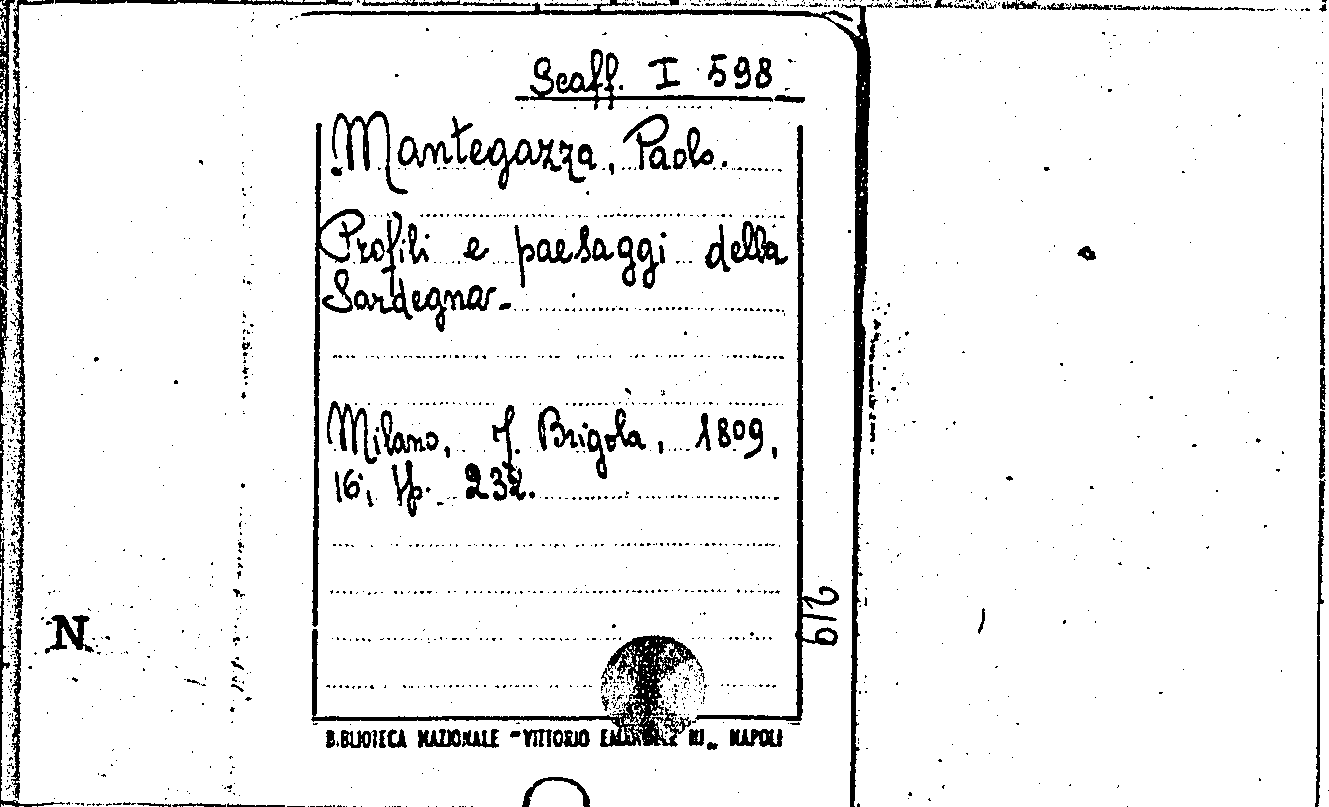 Scaff. I 598
Mantegazza, Paolo.
Profili e paesaggi della
Sardegna -
Milano, J. Brigola, 1809,
16°, pp. 232.
N
219
BIBLIOTECA NAZIONALE "VITTORIO EMANUELE III„ NAPOLI